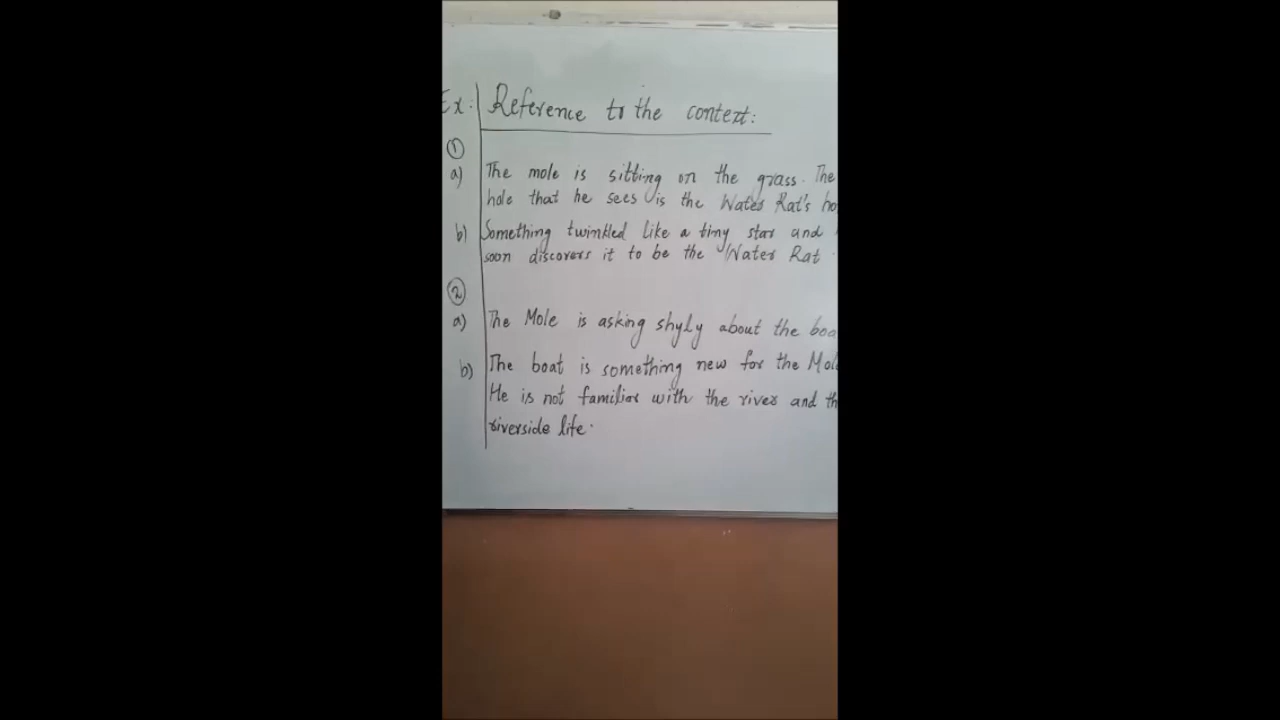 Ex: Reference to the context:
①
a) The mole is sitting on the grass. The
hole that he sees is the Water Rat's
b) Something twinkled like a tiny star and
soon discovers it to be the Water Rat
②
a) The Mole is asking shyly about the
b) The boat is something new for the
He is not familiar with the river and
riverside life.